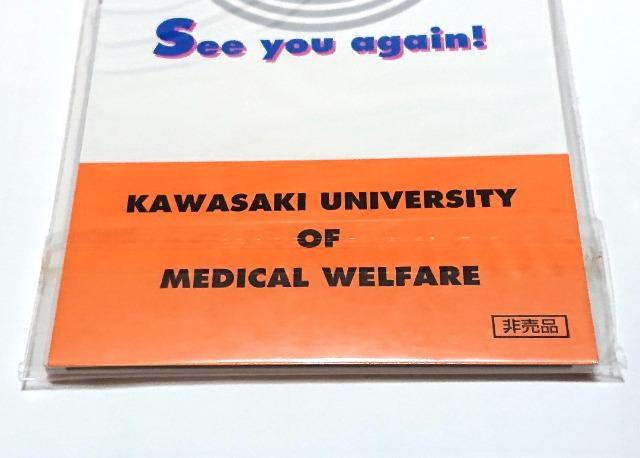 See you again!
KAWASAKI UNIVERSITY
OF
MEDICAL WELFARE
非売品